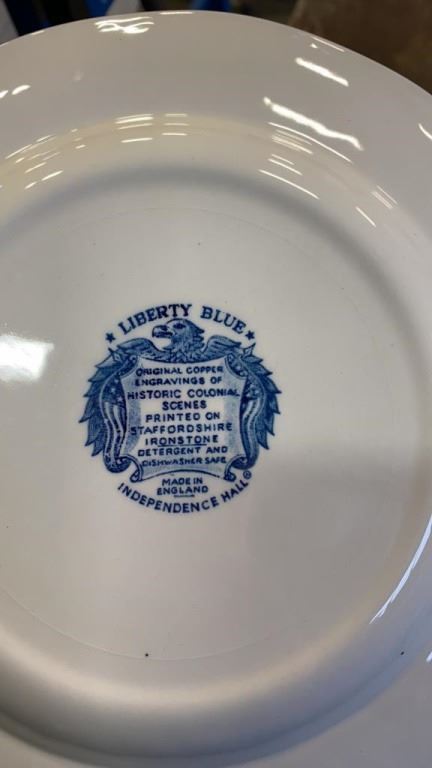 ★ LIBERTY BLUE ★
ORIGINAL COPPER
ENGRAVINGS OF
HISTORIC COLONIAL
SCENES
PRINTED ON
STAFFORDSHIRE
IRONSTONE
DETERGENT AND
DISHWASHER SAFE
MADE IN
ENGLAND
INDEPENDENCE HALL ®